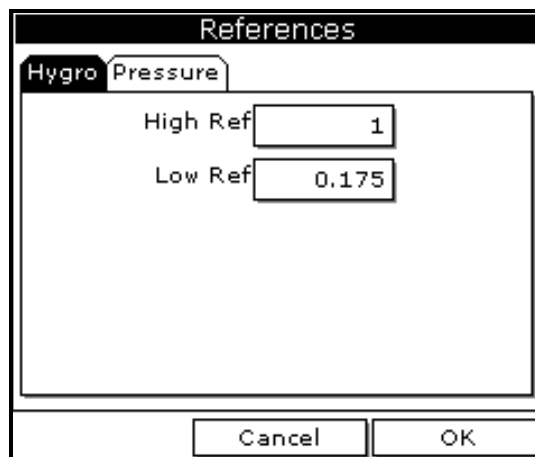 References
Hygro Pressure
High Ref 1
Low Ref 0.175
Cancel OK